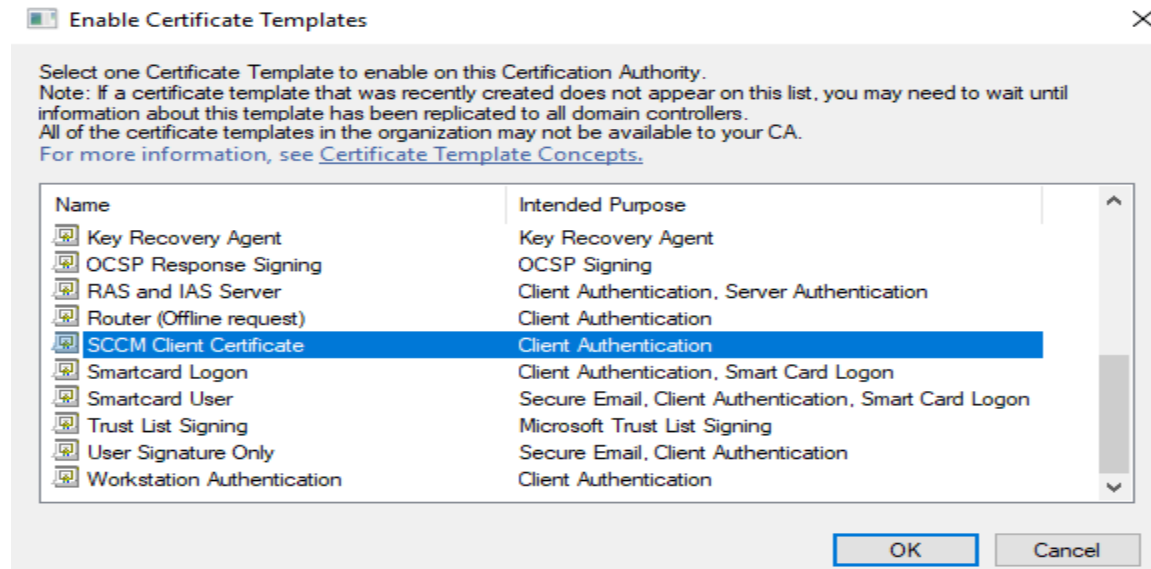 Enable Certificate Templates
Select one Certificate Template to enable on this Certification Authority.
Note: If a certificate template that was recently created does not appear on this list, you may need to wait until
information about this template has been replicated to all domain controllers.
All of the certificate templates in the organization may not be available to your CA.
For more information, see Certificate Template Concepts.
Name Intended Purpose
Key Recovery Agent Key Recovery Agent
OCSP Response Signing OCSP Signing
RAS and IAS Server Client Authentication, Server Authentication
Router (Offline request) Client Authentication
SCCM Client Certificate Client Authentication
Smartcard Logon Client Authentication, Smart Card Logon
Smartcard User Secure Email, Client Authentication, Smart Card Logon
Trust List Signing Microsoft Trust List Signing
User Signature Only Secure Email, Client Authentication
Workstation Authentication Client Authentication
OK Cancel